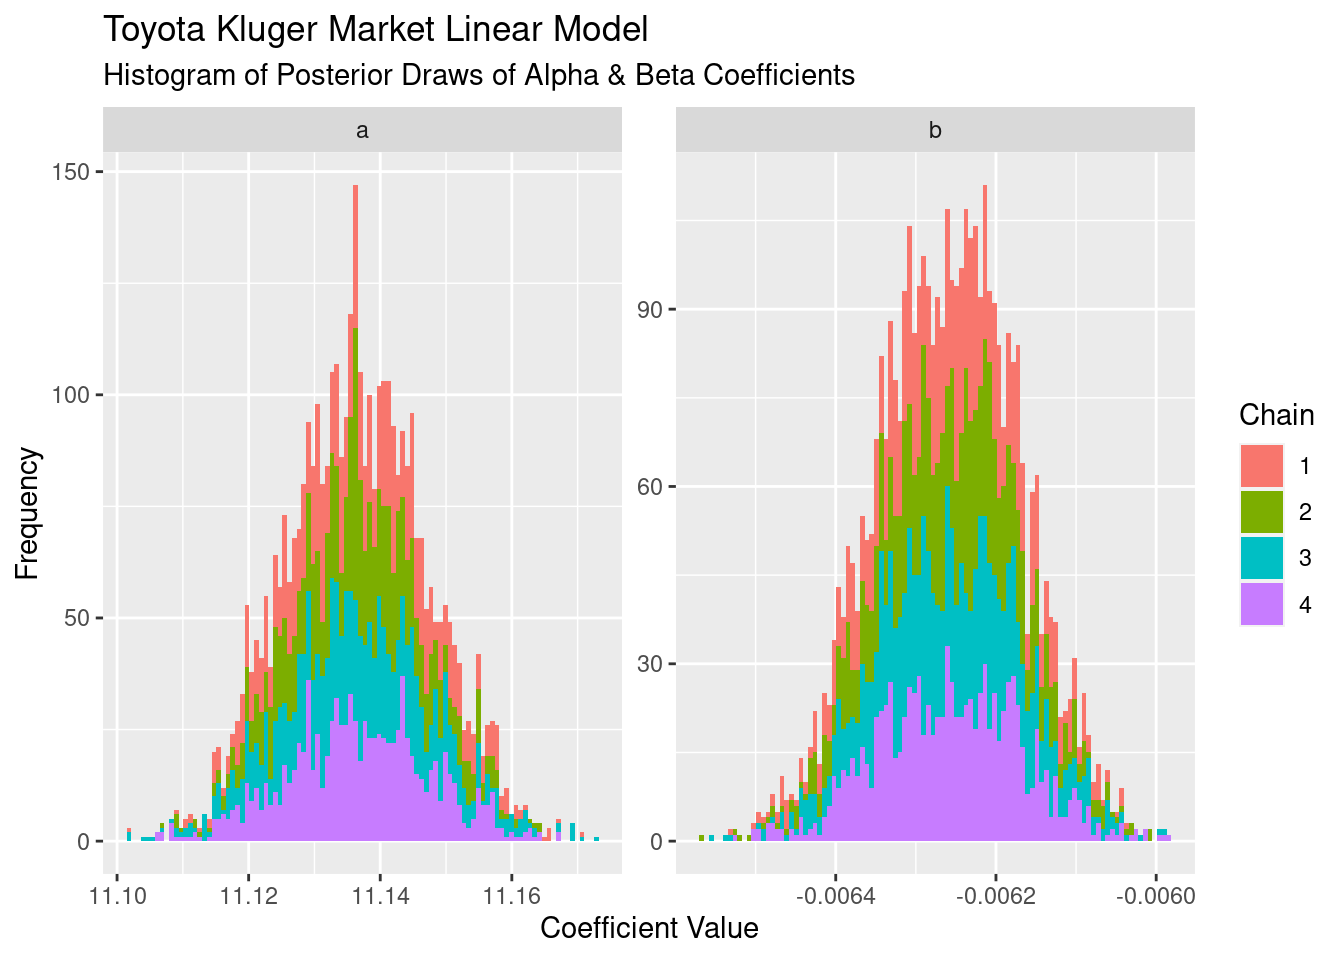 Toyota Kluger Market Linear Model
Histogram of Posterior Draws of Alpha & Beta Coefficients
a
b
150
100
50
0
90
60
30
0
Frequency
11.10
11.12
11.14
11.16
-0.0064
-0.0062
-0.0060
Coefficient Value
Chain
1
2
3
4